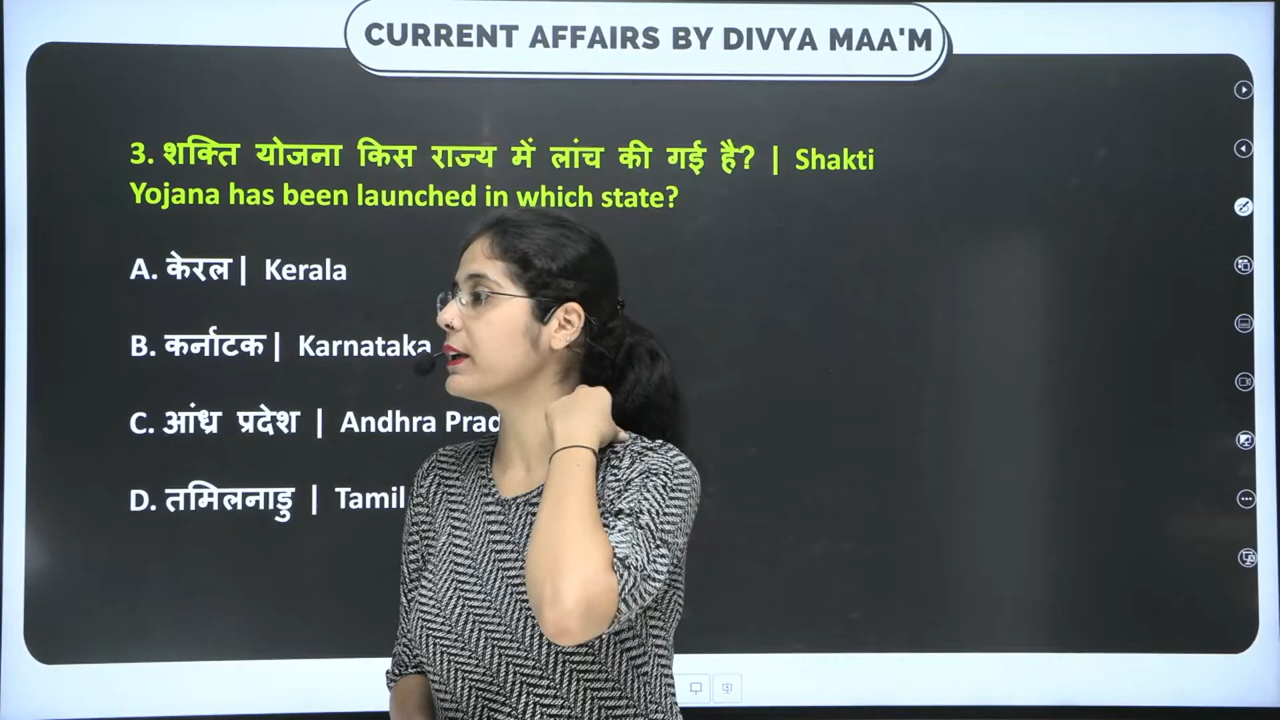 CURRENT AFFAIRS BY DIVYA MAA'M
3. शक्ति योजना किस राज्य में लांच की गई है? | Shakti
Yojana has been launched in which state?
A. केरल | Kerala
B. कर्नाटक | Karnataka
C. आंध्र प्रदेश | Andhra
D. तमिलनाडु | Tamil